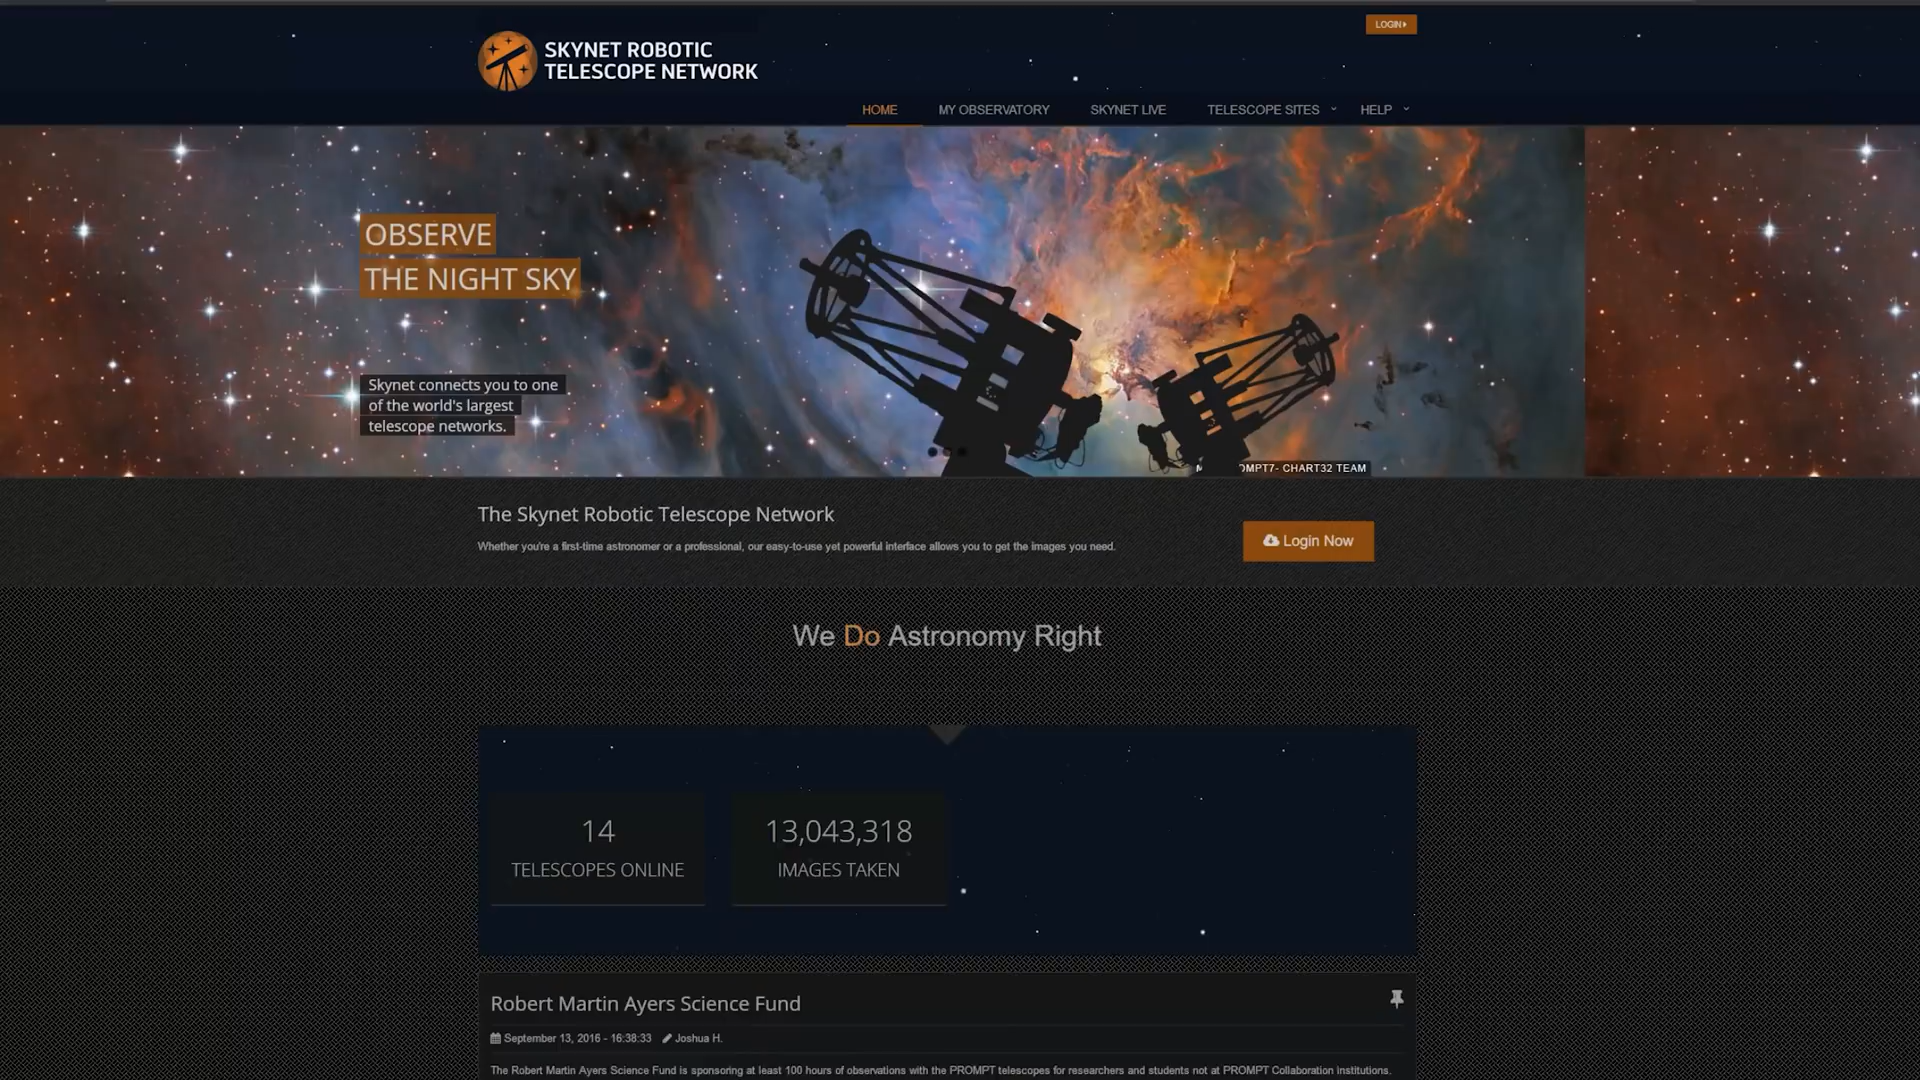 LOGIN
SKYNET ROBOTIC
TELESCOPE NETWORK
HOME MY OBSERVATORY SKYNET LIVE TELESCOPE SITES HELP
OBSERVE
THE NIGHT SKY
Skynet connects you to one
of the world's largest
telescope networks.
CHART32 TEAM
The Skynet Robotic Telescope Network
Whether you're a first-time astronomer or a professional, our easy-to-use yet powerful interface allows you to get the images you need.
Login Now
We Do Astronomy Right
14
TELESCOPES ONLINE
13,043,318
IMAGES TAKEN
Robert Martin Ayers Science Fund
September 13, 2016 - 16:38:33 Joshua H.
The Robert Martin Ayers Science Fund is sponsoring at least 100 hours of observations with the PROMPT telescopes for researchers and students not at PROMPT Collaboration institutions.